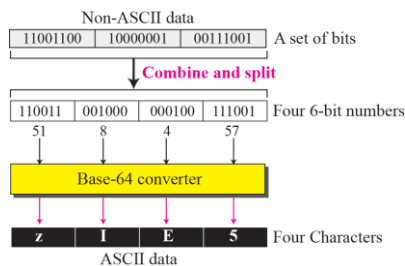 Non-ASCII data
11001100 10000001 00111001 A set of bits
Combine and split
110011 001000 000100 111001 Four 6-bit numbers
51 8 4 57
Base-64 converter
z I E 5 Four Characters
ASCII data